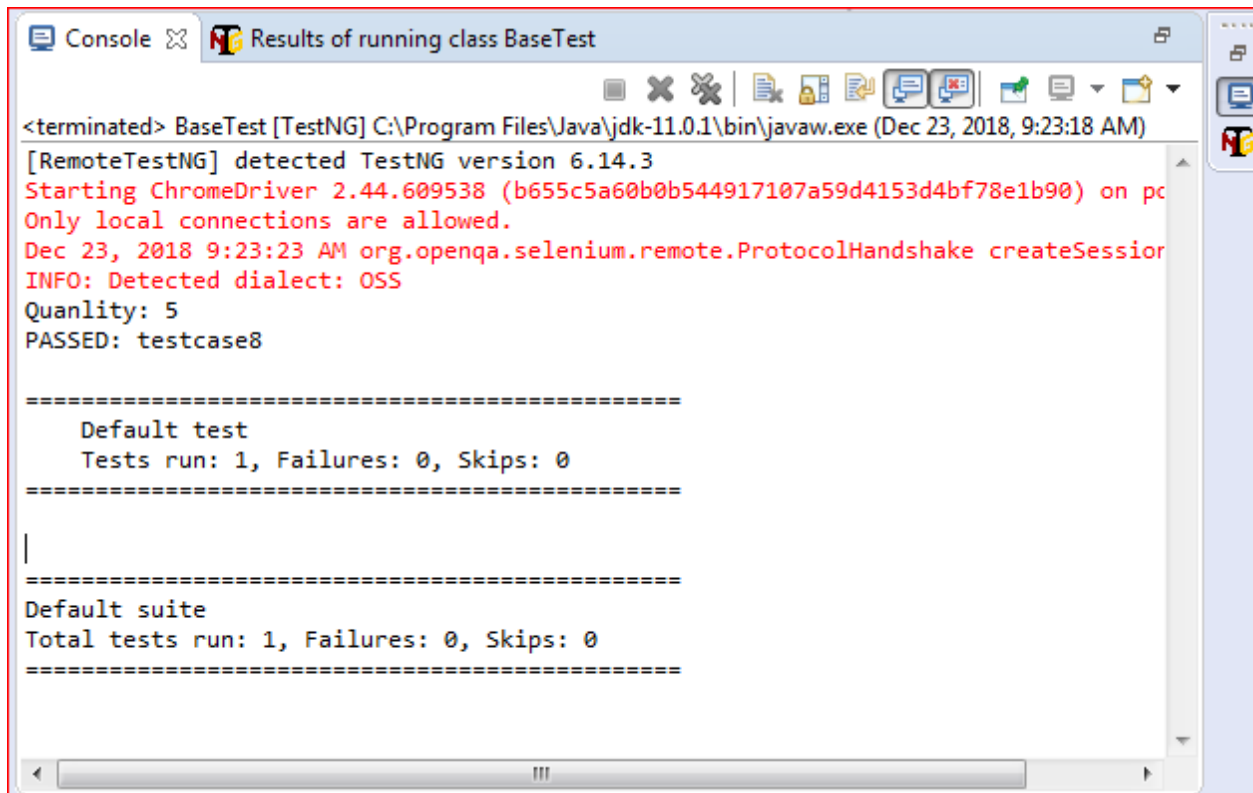 Console Results of running class BaseTest
<terminated> BaseTest [TestNG] C:\Program Files\Java\jdk-11.0.1\bin\javaw.exe (Dec 23, 2018, 9:23:18 AM)
[RemoteTestNG] detected TestNG version 6.14.3
Starting ChromeDriver 2.44.609538 (b655c5a60b0b544917107a59d4153d4bf78e1b90) on po
Only local connections are allowed.
Dec 23, 2018 9:23:23 AM org.openqa.selenium.remote.ProtocolHandshake createSession
INFO: Detected dialect: OSS
Quanlity: 5
PASSED: testcase8
===============================================
Default test
Tests run: 1, Failures: 0, Skips: 0
===============================================
===============================================
Default suite
Total tests run: 1, Failures: 0, Skips: 0
===============================================